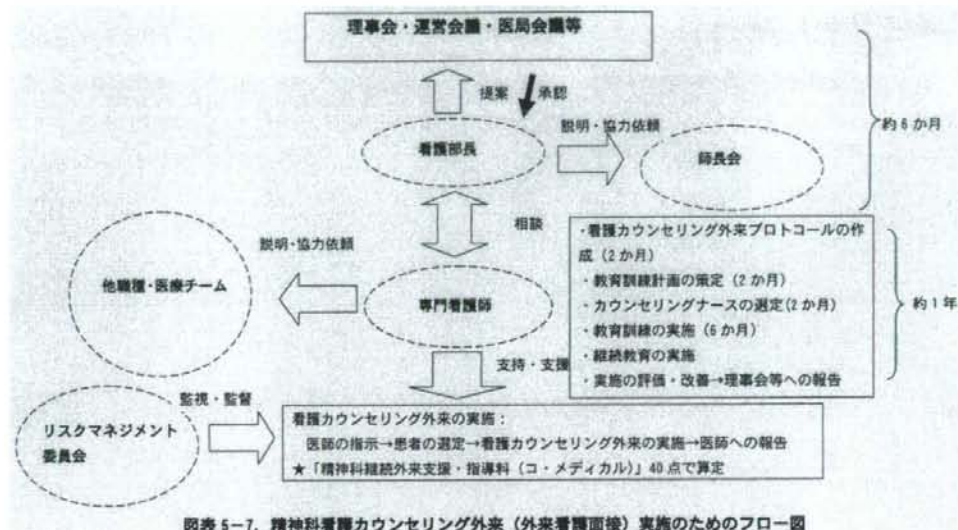 理事会・運営会議・医局会議等
提案
承認
説明・協力依頼
約6か月
看護部長
師長会
相談
説明・協力依頼
・看護カウンセリング外来プロトコールの作
成(2か月)
・教育訓練計画の策定(2か月)
・カウンセリングナースの選定(2か月)
・教育訓練の実施(6か月)
・継続教育の実施
・実施の評価・改善→理事会等への報告
約1年
他職種・医療チーム
専門看護師
支持・支援
監視・監督
リスクマネジメント
委員会
看護カウンセリング外来の実施:
医師の指示→患者の選定→看護カウンセリング外来の実施→医師への報告
★「精神科継続外来支援・指導料(コ・メディカル)」40点で算定
図表5-7. 精神科看護カウンセリング外来(外来看護面接)実施のためのフロー図